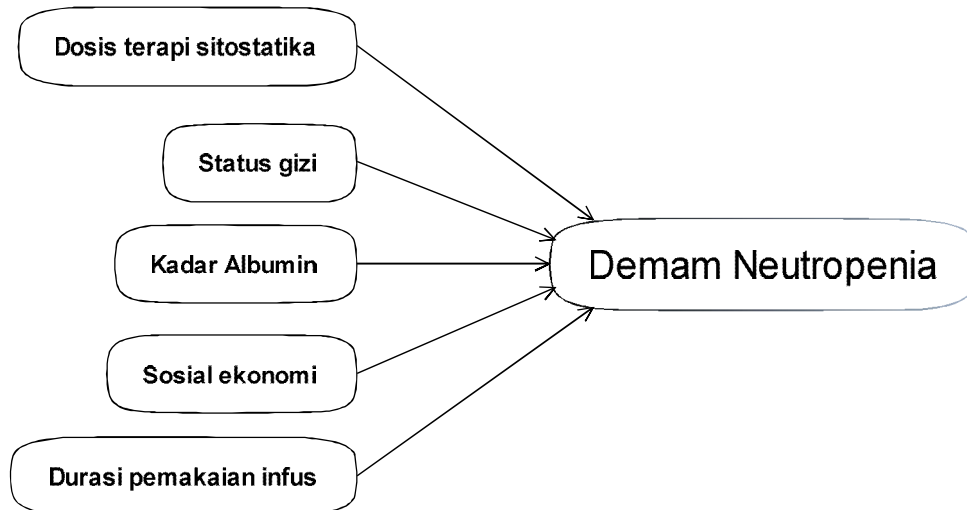 Dosis terapi sitostatika
Status gizi
Kadar Albumin
Demam Neutropenia
Sosial ekonomi
Durasi pemakaian infus